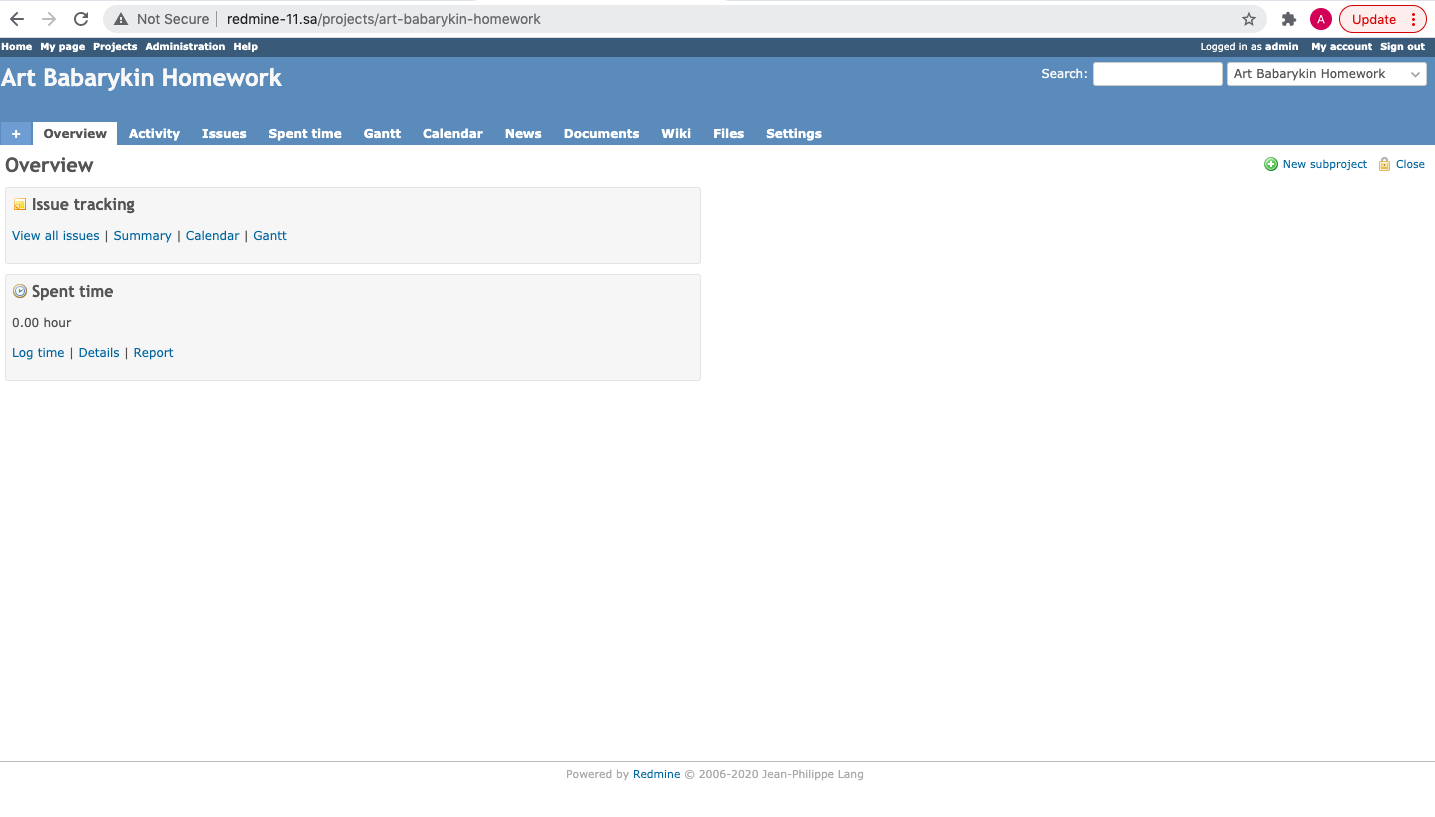 Not Secure redmine-11.sa/projects/art-babarykin-homework A Update
Home My page Projects Administration Help Logged in as admin My account Sign out
Art Babarykin Homework Search: Art Babarykin Homework
+ Overview Activity Issues Spent time Gantt Calendar News Documents Wiki Files Settings
Overview New subproject Close
Issue tracking
View all issues | Summary | Calendar | Gantt
Spent time
0.00 hour
Log time | Details | Report
Powered by Redmine © 2006-2020 Jean-Philippe Lang